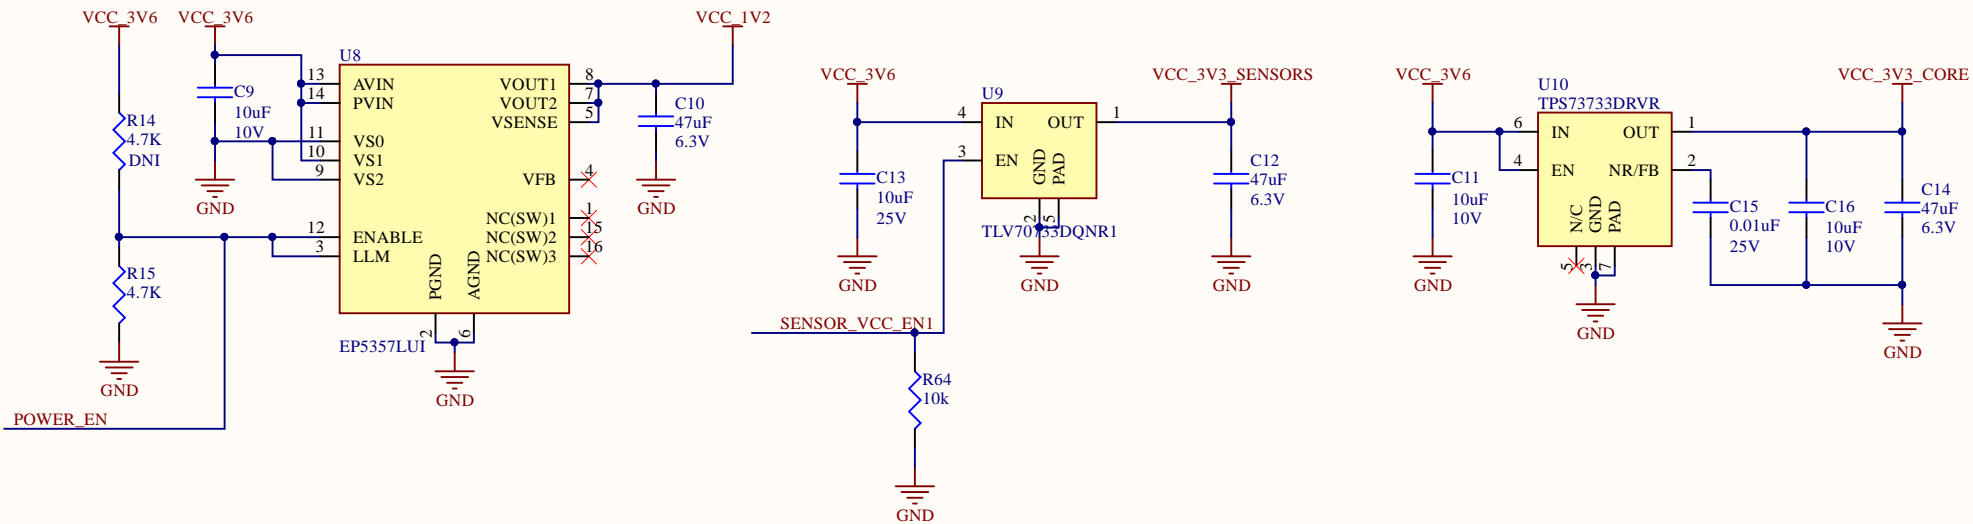 VCC_3V6
VCC_3V6
VCC_1V2
U8
13
AVIN
14
PVIN
11
VS0
10
VS1
9
VS2
12
ENABLE
3
LLM
VOUT1
8
VOUT2
7
VSENSE
5
VFB
4
NC(SW)1
1
NC(SW)2
15
NC(SW)3
16
PGND
2
AGND
6
EP5357LUI
GND
C9
10uF
10V
GND
R14
4.7K
DNI
R15
4.7K
GND
POWER_EN
C10
47uF
6.3V
GND
VCC_3V6
VCC_3V3_SENSORS
U9
4
IN
3
EN
OUT
1
GND
2
PAD
5
TLV70733DQNR1
GND
C13
10uF
25V
GND
C12
47uF
6.3V
GND
SENSOR_VCC_EN1
R64
10k
GND
VCC_3V6
VCC_3V3_CORE
U10
TPS73733DRVR
6
IN
4
EN
OUT
1
NR/FB
2
N/C
5
GND
3
PAD
7
GND
C11
10uF
10V
GND
C15
0.01uF
25V
C16
10uF
10V
C14
47uF
6.3V
GND